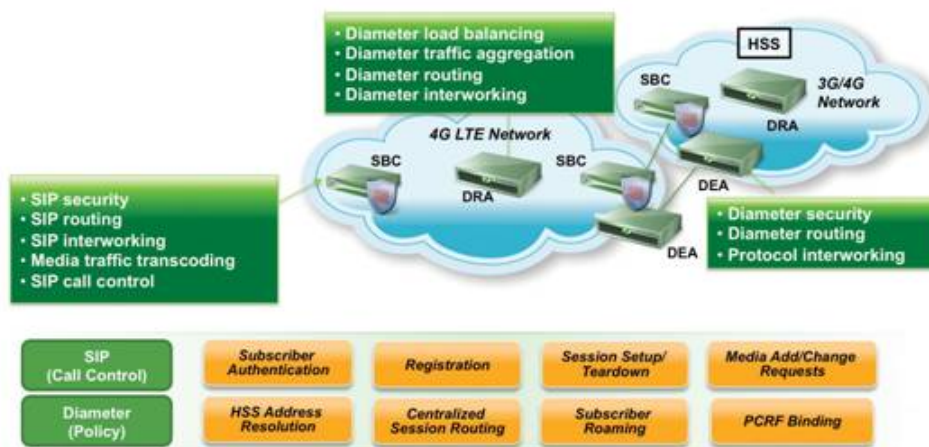 • Diameter load balancing
• Diameter traffic aggregation
• Diameter routing
• Diameter interworking
HSS
SBC
3G/4G
Network
DRA
4G LTE Network
SBC
SBC
DRA
DEA
DEA
• SIP security
• SIP routing
• SIP interworking
• Media traffic transcoding
• SIP call control
• Diameter security
• Diameter routing
• Protocol interworking
SIP
(Call Control)
Subscriber
Authentication
Registration
Session Setup/
Teardown
Media Add/Change
Requests
Diameter
(Policy)
HSS Address
Resolution
Centralized
Session Routing
Subscriber
Roaming
PCRF Binding